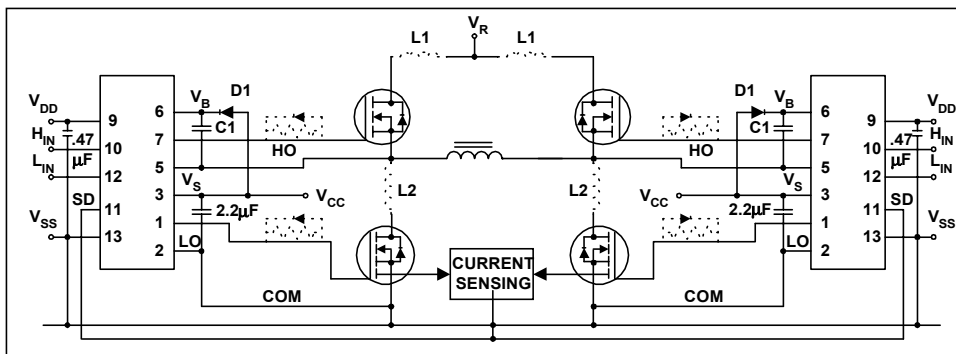 V_R
L1 L1
D1 D1
V_B V_B
V_DD 9 6 C1 C1 6 9 V_DD
H_IN 10 .47 μF 7 HO HO 7 10 .47 μF H_IN
L_IN 12 5 5 12 L_IN
V_S V_S
SD 11 3 V_CC L2 L2 V_CC 3 11 SD
2.2μF 2.2μF
V_SS 13 1 1 13 V_SS
LO 2 2 LO
CURRENT
SENSING
COM COM